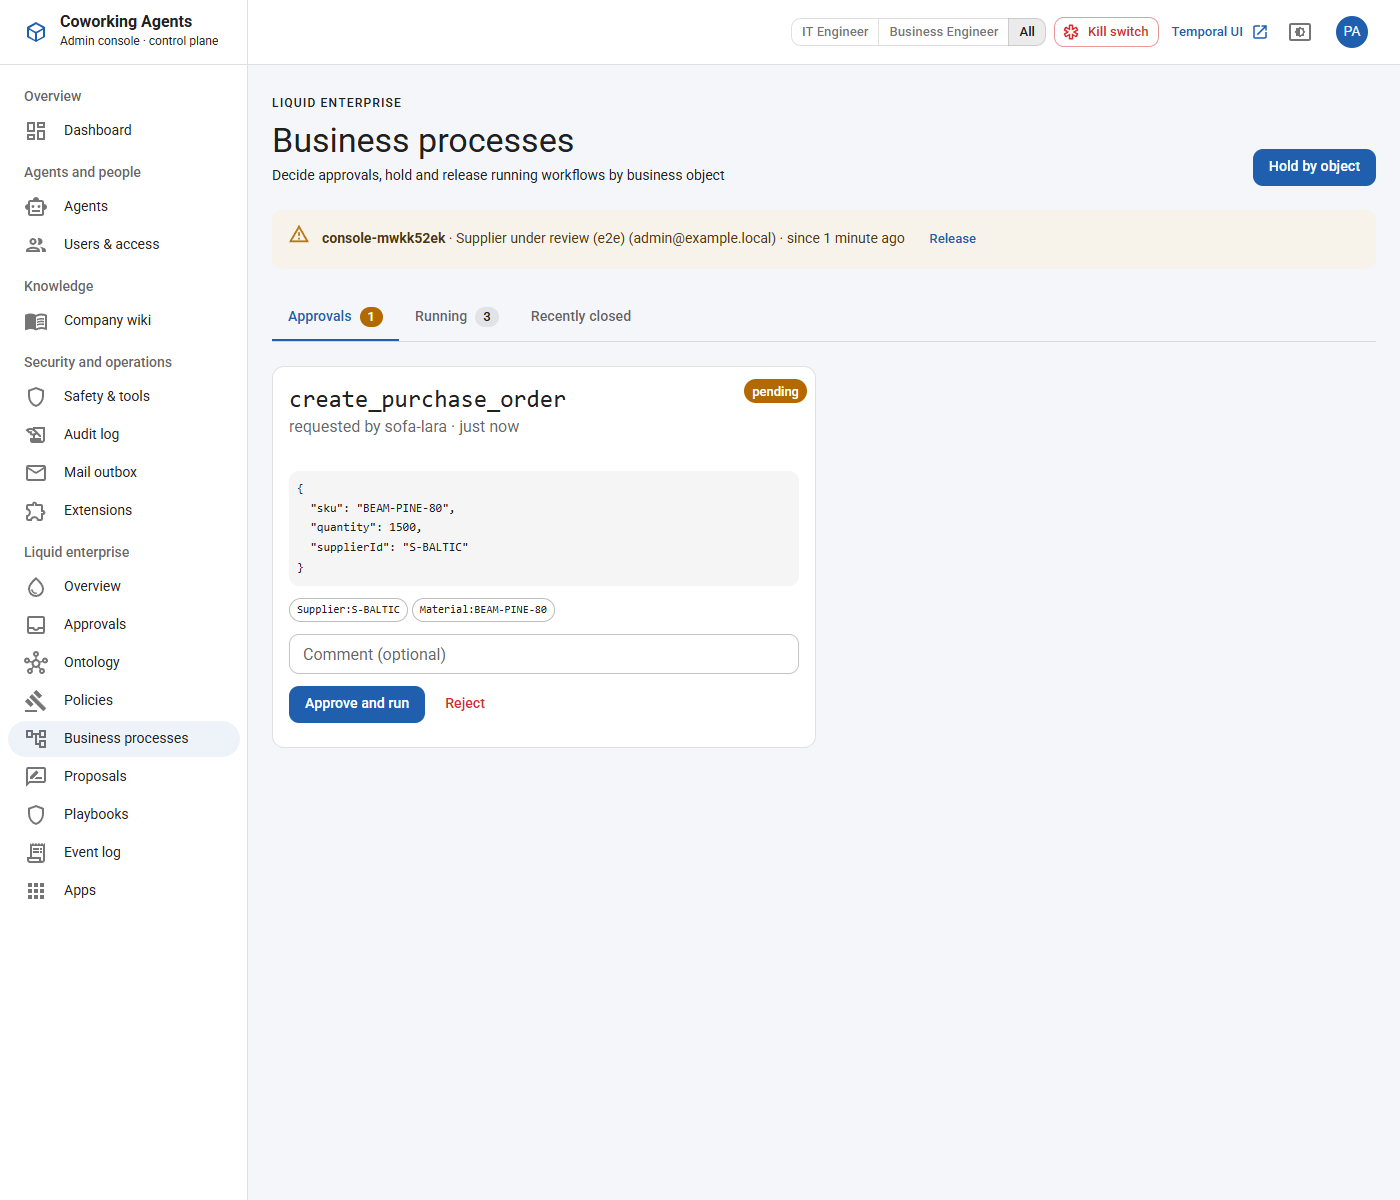 Coworking Agents
Admin console · control plane
IT Engineer
Business Engineer
All
Kill switch
Temporal UI
PA
Overview
Dashboard
Agents and people
Agents
Users & access
Knowledge
Company wiki
Security and operations
Safety & tools
Audit log
Mail outbox
Extensions
Liquid enterprise
Overview
Approvals
Ontology
Policies
Business processes
Proposals
Playbooks
Event log
Apps
LIQUID ENTERPRISE
Business processes
Decide approvals, hold and release running workflows by business object
Hold by object
console-mwkk52ek · Supplier under review (e2e) (admin@example.local) · since 1 minute ago
Release
Approvals 1
Running 3
Recently closed
create_purchase_order
pending
requested by sofa-lara · just now
{
  "sku": "BEAM-PINE-80",
  "quantity": 1500,
  "supplierId": "S-BALTIC"
}
Supplier:S-BALTIC
Material:BEAM-PINE-80
Comment (optional)
Approve and run
Reject